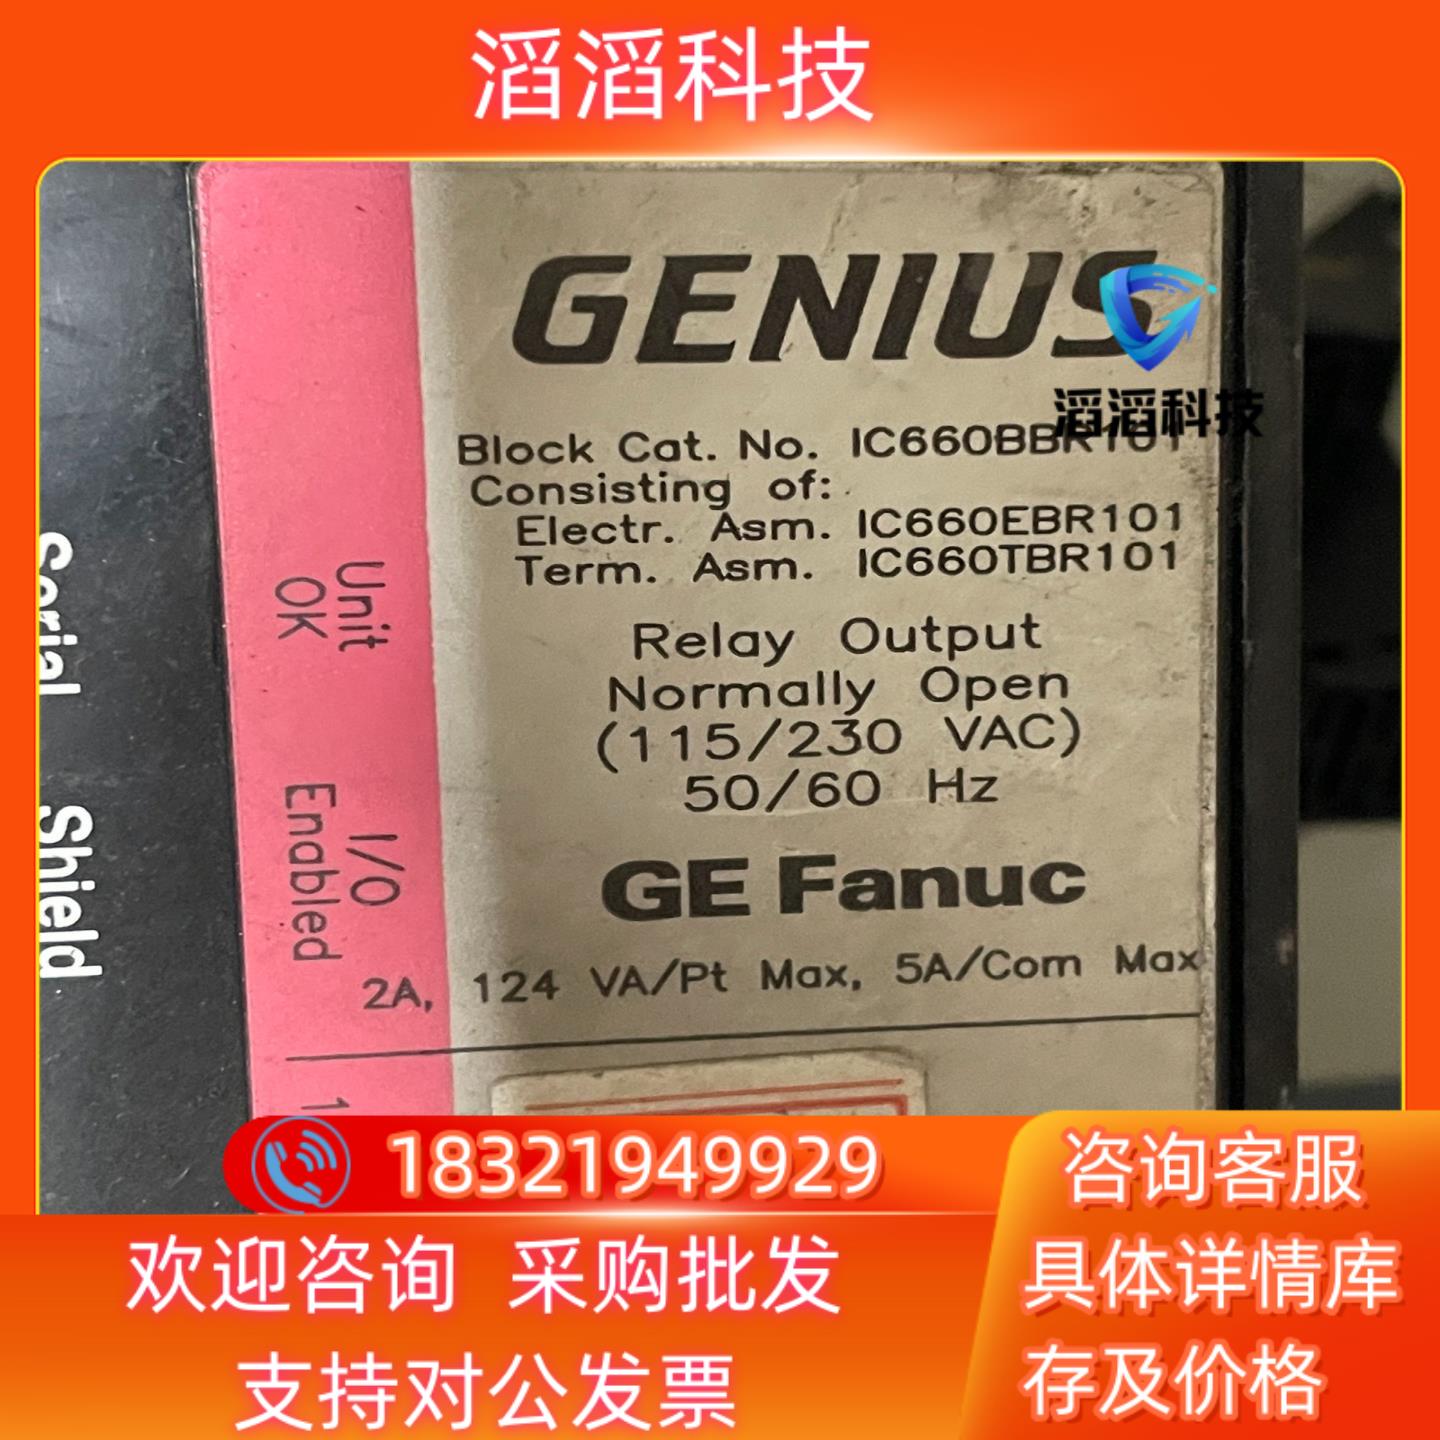 滔滔科技
GENIUS
滔滔科技
Block Cat. No. IC660BBR101
Consisting of:
Electr. Asm. IC660EBR101
Term. Asm. IC660TBR101
Relay Output
Normally Open
(115/230 VAC)
50/60 Hz
GE Fanuc
2A, 124 VA/Pt Max, 5A/Com Max
Unit
OK
I/O
Enabled
1
Serial
Shield
18321949929
欢迎咨询 采购批发
支持对公发票
咨询客服
具体详情库
存及价格